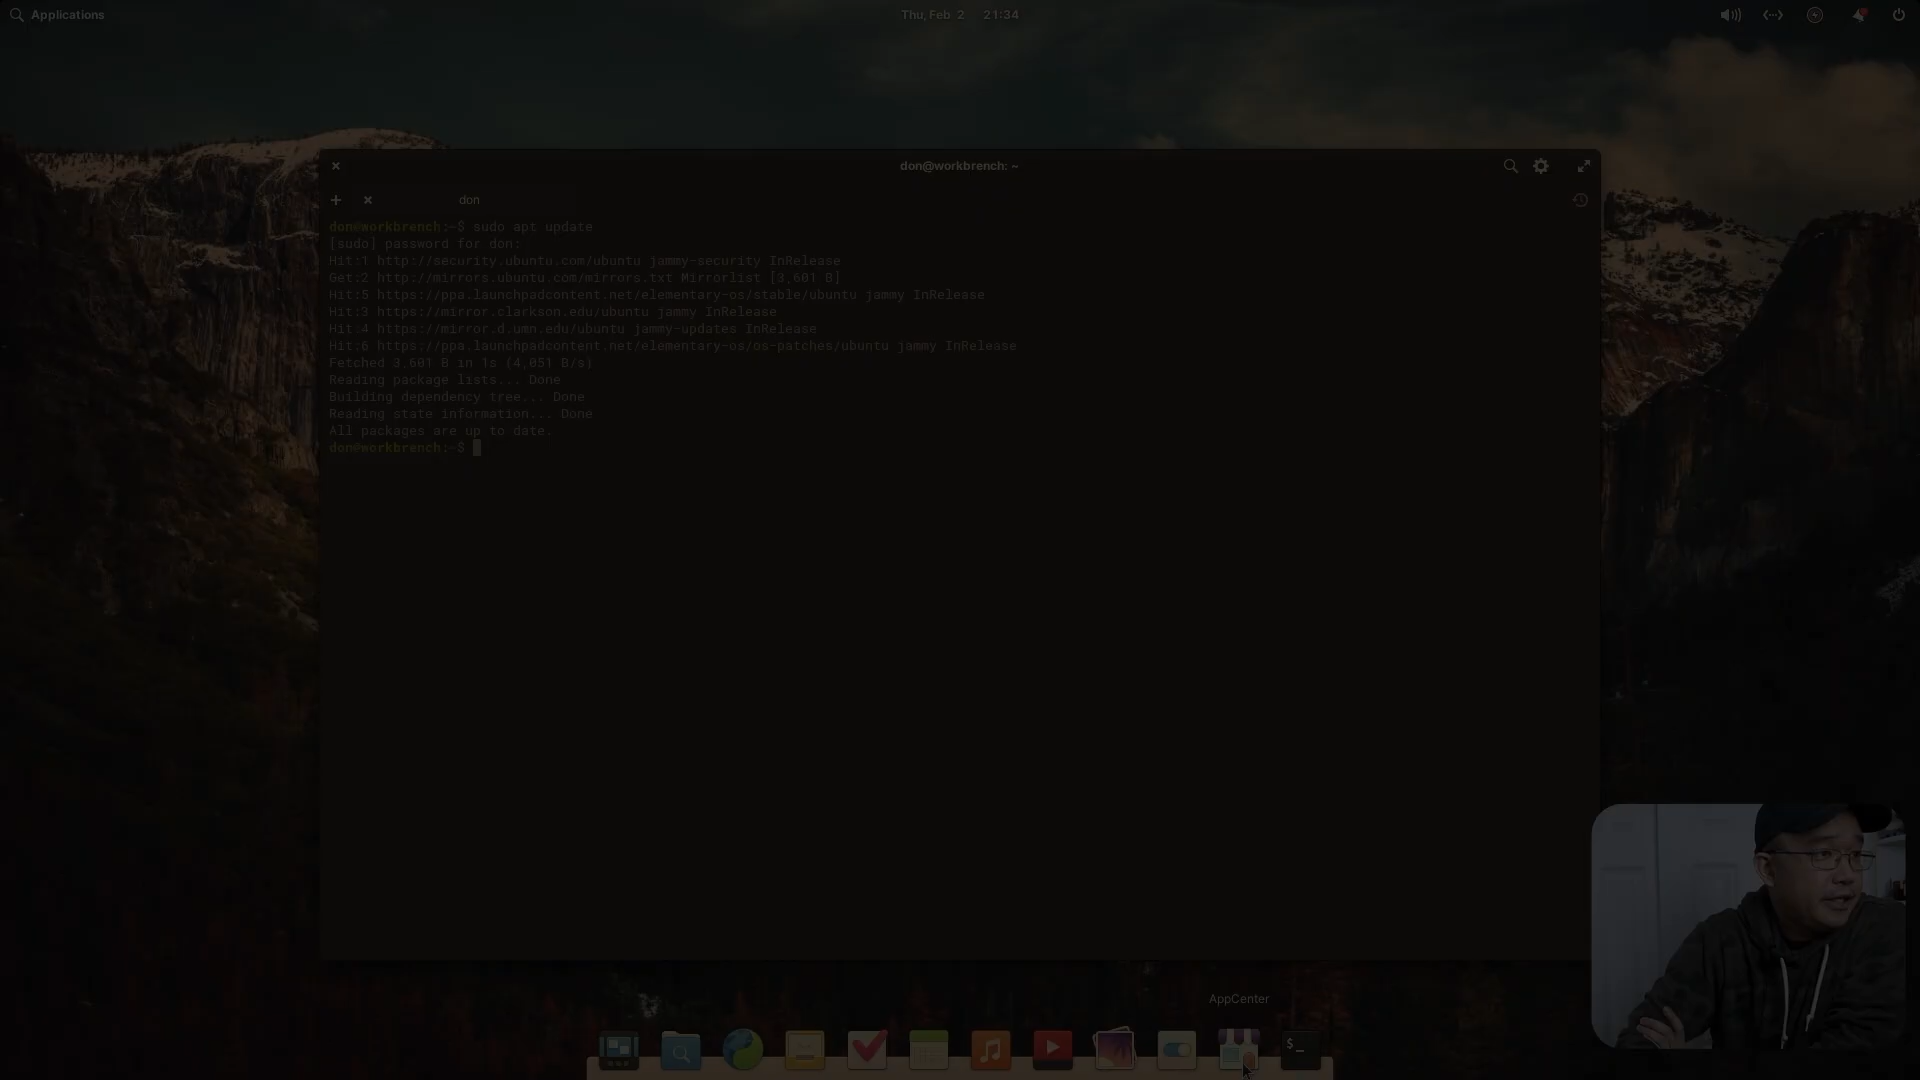 Applications
Thu, Feb 2 21:34
don@workbrench: ~
don
don@workbrench:~$ sudo apt update
[sudo] password for don:
Hit:1 http://security.ubuntu.com/ubuntu jammy-security InRelease
Get:2 http://mirrors.ubuntu.com/mirrors.txt Mirrorlist [3,601 B]
Hit:5 https://ppa.launchpadcontent.net/elementary-os/stable/ubuntu jammy InRelease
Hit:3 https://mirror.clarkson.edu/ubuntu jammy InRelease
Hit:4 https://mirror.d.umn.edu/ubuntu jammy-updates InRelease
Hit:6 https://ppa.launchpadcontent.net/elementary-os/os-patches/ubuntu jammy InRelease
Fetched 3,601 B in 1s (4,051 B/s)
Reading package lists... Done
Building dependency tree... Done
Reading state information... Done
All packages are up to date.
don@workbrench:~$
AppCenter
$_